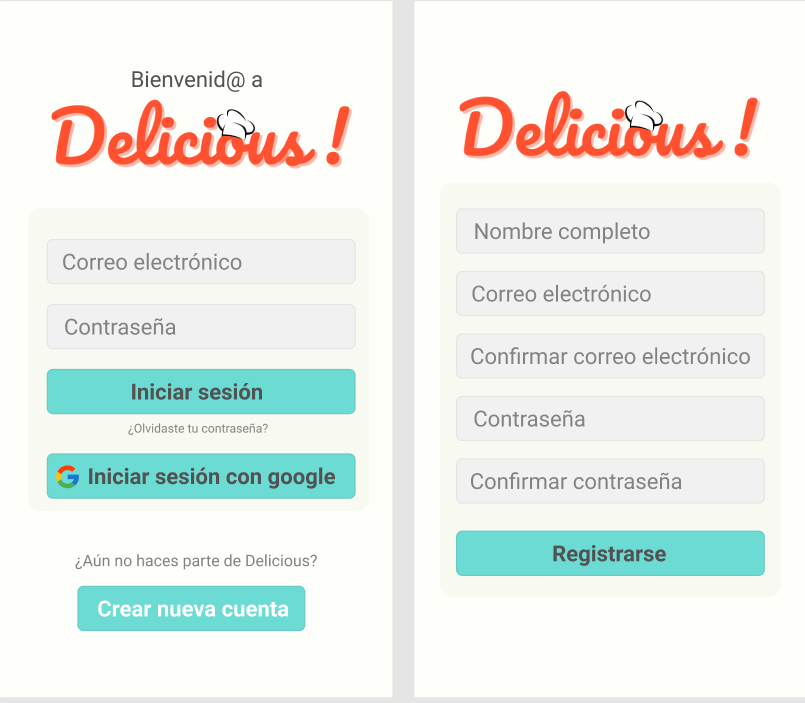 Bienvenid@ a
Delicious !
Correo electrónico
Contraseña
Iniciar sesión
¿Olvidaste tu contraseña?
Iniciar sesión con google
¿Aún no haces parte de Delicious?
Crear nueva cuenta
Delicious !
Nombre completo
Correo electrónico
Confirmar correo electrónico
Contraseña
Confirmar contraseña
Registrarse